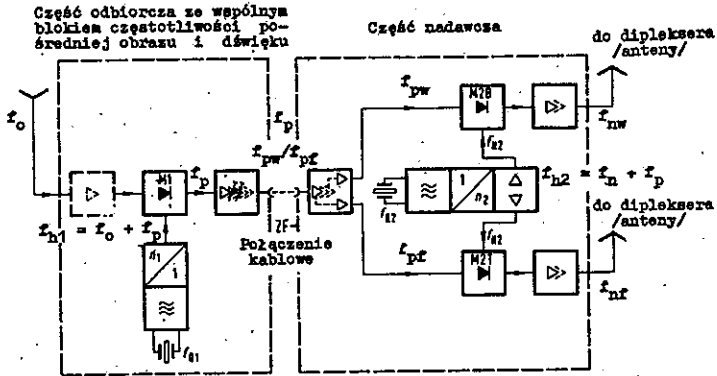 Część odbiorcza ze wspólnym
blokiem częstotliwości po-
średniej obrazu i dźwięku
Część nadawcza
do dipleksera
/anteny/
f_o
f_p
f_pw
M2B
f_nw
f_pw/f_pf
M1
f_p
f_h1 = f_o + f_p
n_1
1
f_Q1
ZF
Połączenie
kablowe
f_Q2
1
n_2
f_H2
f_h2 = f_n + f_p
do dipleksera
/anteny/
f_H2
f_pf
M2T
f_nf